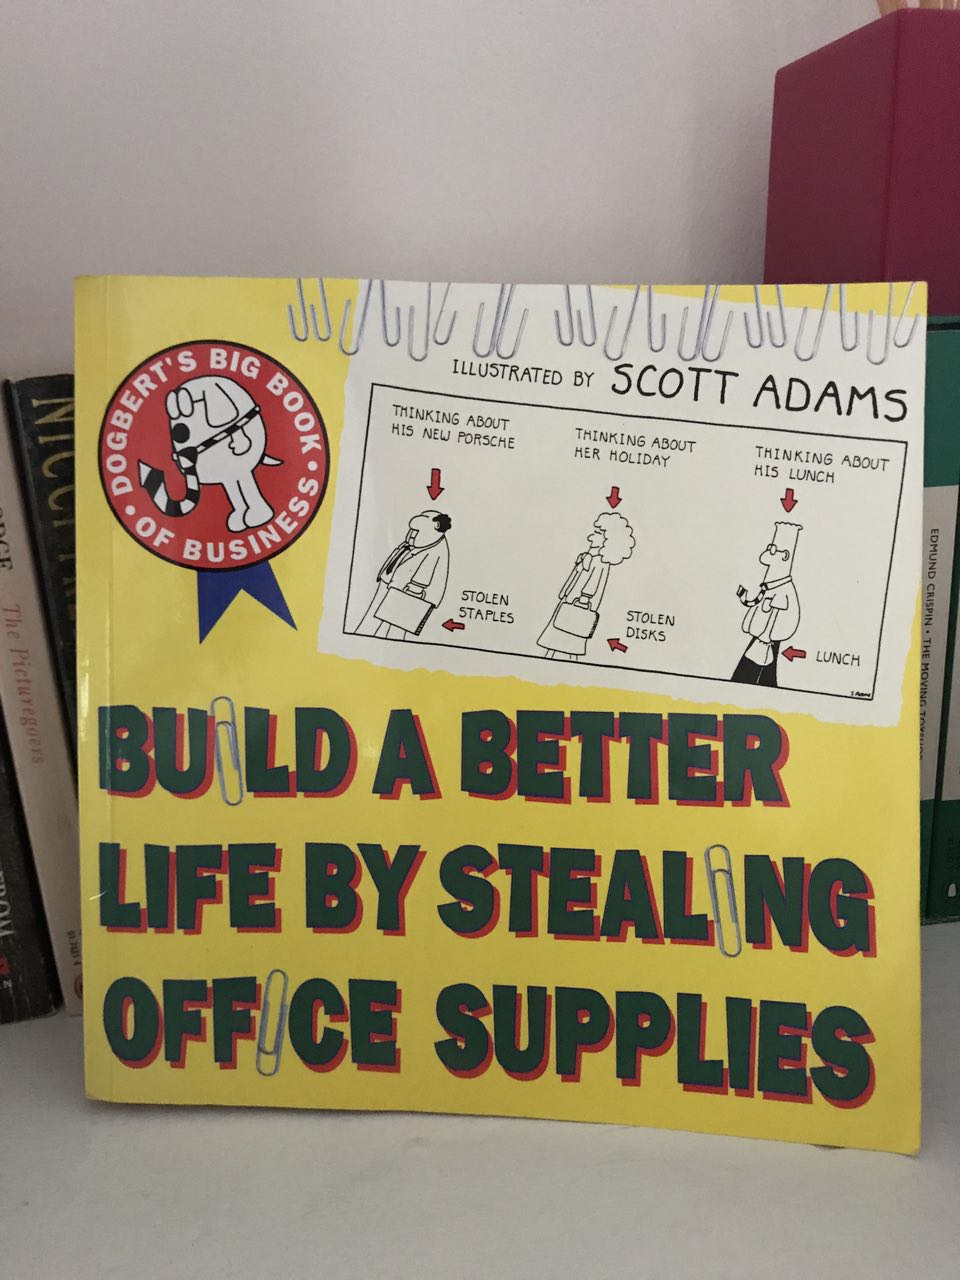 DOGBERT'S BIG BOOK
• OF BUSINESS •
ILLUSTRATED BY SCOTT ADAMS
THINKING ABOUT
HIS NEW PORSCHE
THINKING ABOUT
HER HOLIDAY
THINKING ABOUT
HIS LUNCH
STOLEN
STAPLES
STOLEN
DISKS
LUNCH
BUILD A BETTER
LIFE BY STEALING
OFFICE SUPPLIES
The Picturegoers
EDMUND CRISPIN • THE MOVING TOYSHOP